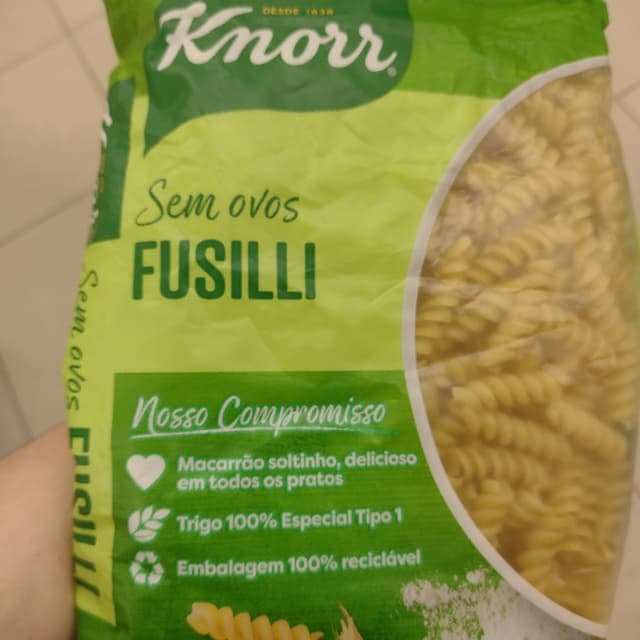 DESDE 1838
Knorr
Sem ovos
FUSILLI
Nosso Compromisso
Macarrão soltinho, delicioso
em todos os pratos
Trigo 100% Especial Tipo 1
Embalagem 100% reciclável
Sem ovos FUSILLI